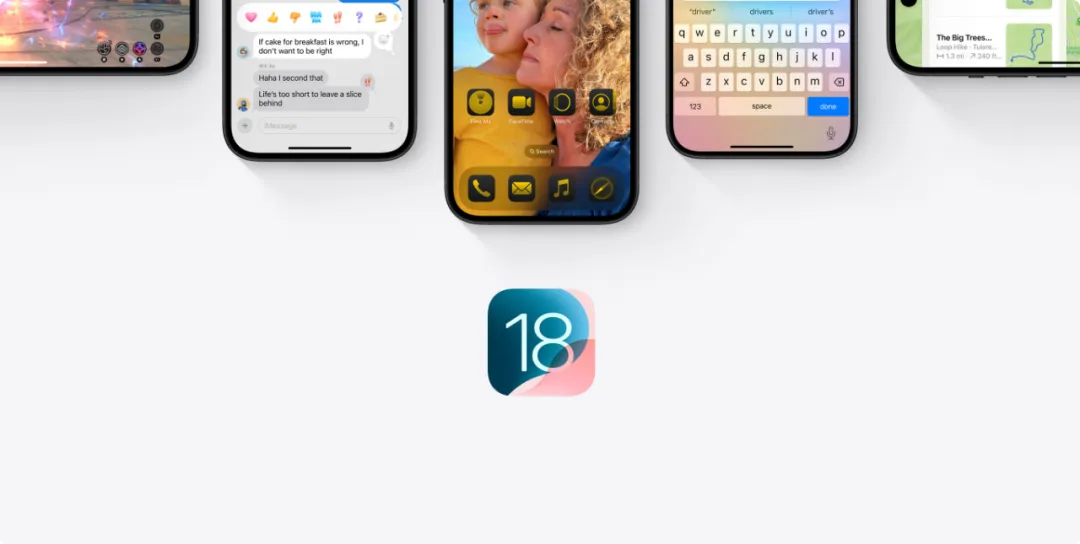 If cake for breakfast is wrong, I
don't want to be right
Haha I second that
Life's too short to leave a slice
behind
iMessage
FaceTime
Watch
Contacts
Search
"driver" drivers driver's
q w e r t y u i o p
a s d f g h j k l
z x c v b n m
123 space done
The Big Trees...
Loop Hike · Tulare...
1.3 mi · 240 ft
18